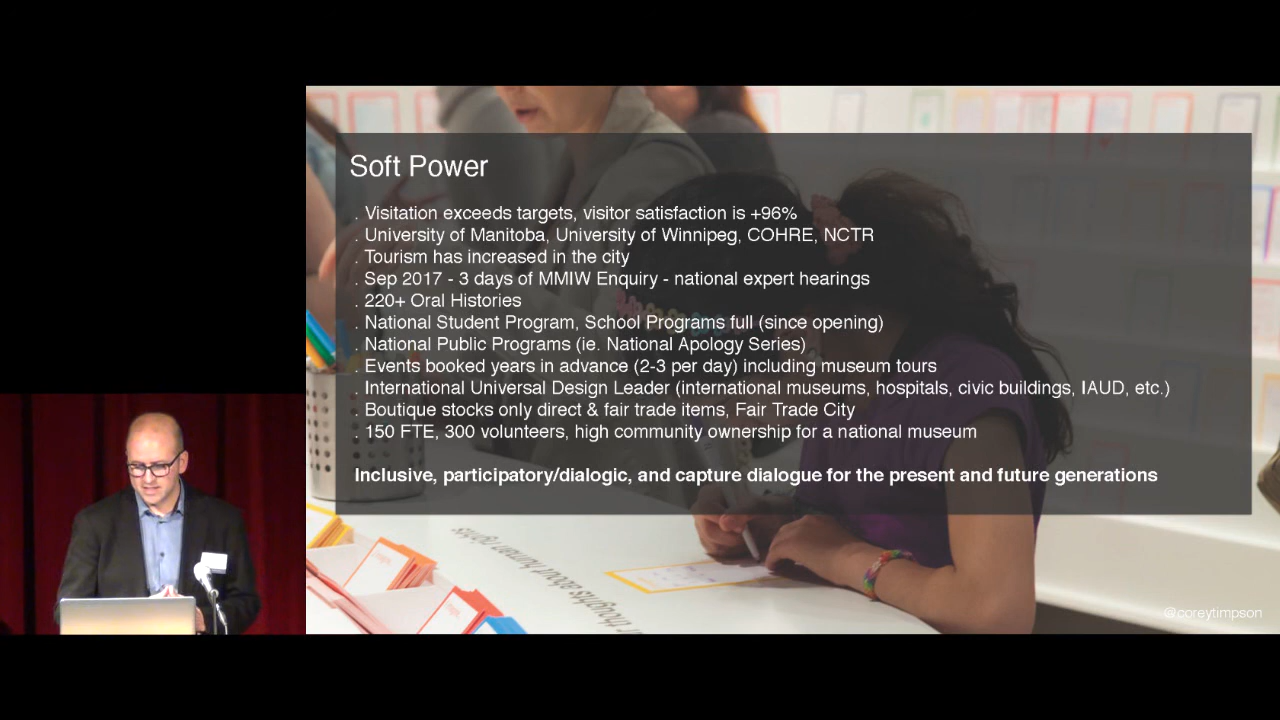 Soft Power
. Visitation exceeds targets, visitor satisfaction is +96%
. University of Manitoba, University of Winnipeg, COHRE, NCTR
. Tourism has increased in the city
. Sep 2017 - 3 days of MMIW Enquiry - national expert hearings
. 220+ Oral Histories
. National Student Program, School Programs full (since opening)
. National Public Programs (ie. National Apology Series)
. Events booked years in advance (2-3 per day) including museum tours
. International Universal Design Leader (international museums, hospitals, civic buildings, IAUD, etc.)
. Boutique stocks only direct & fair trade items, Fair Trade City
. 150 FTE, 300 volunteers, high community ownership for a national museum
Inclusive, participatory/dialogic, and capture dialogue for the present and future generations
thoughts about human rights
@coreytimpson